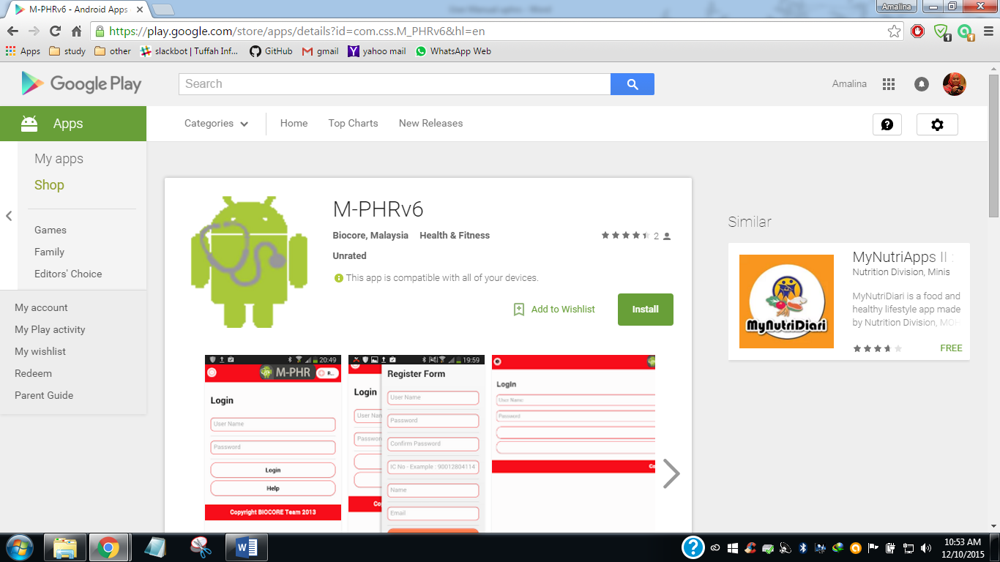 M-PHRv6 - Android Apps
User Manual.uphrv - Word
Amalina
https://play.google.com/store/apps/details?id=com.css.M_PHRv6&hl=en
1
1
Apps study other slackbot | Tuffah Inf... GitHub gmail yahoo mail WhatsApp Web
Google Play
Search
Amalina
Apps
Categories Home Top Charts New Releases
My apps
Shop
Games
Family
Editors' Choice
My account
My Play activity
My wishlist
Redeem
Parent Guide
M-PHRv6
Biocore, Malaysia Health & Fitness
2
Unrated
This app is compatible with all of your devices.
Add to Wishlist
Install
20:49
M-PHR
R...
Login
User Name
Password
Login
Help
Copyright BIOCORE Team 2013
19:59
Login
User Nam
Password
Co
Register Form
User Name
Password
Confirm Password
IC No - Example : 90012804114
Name
Email
LogIn
User Name:
Password
Co
Similar
MyNutriDiari
MyNutriApps II :
Nutrition Division, Minis
MyNutriDiari is a food and
healthy lifestyle app made
by Nutrition Division, MOH
FREE
10:53 AM
12/10/2015